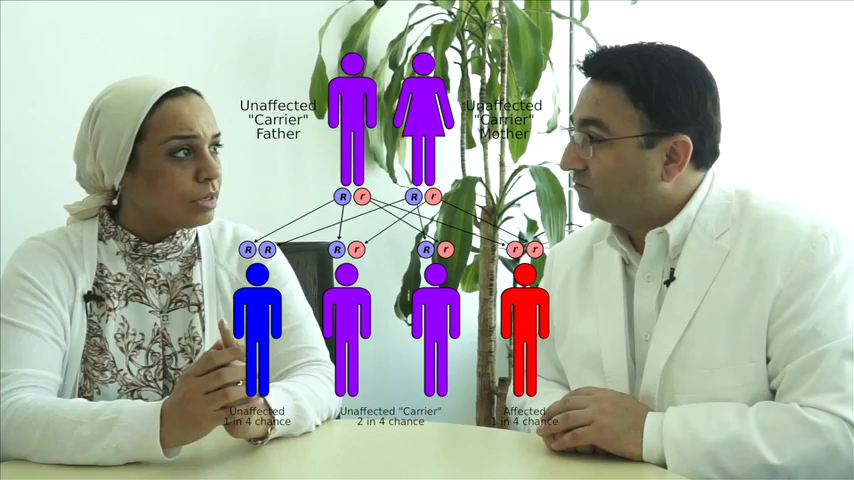 Unaffected
"Carrier"
Father
Unaffected
"Carrier"
Mother
R r R r
R R R r R r r r
Unaffected
1 in 4 chance
Unaffected "Carrier"
2 in 4 chance
Affected
1 in 4 chance